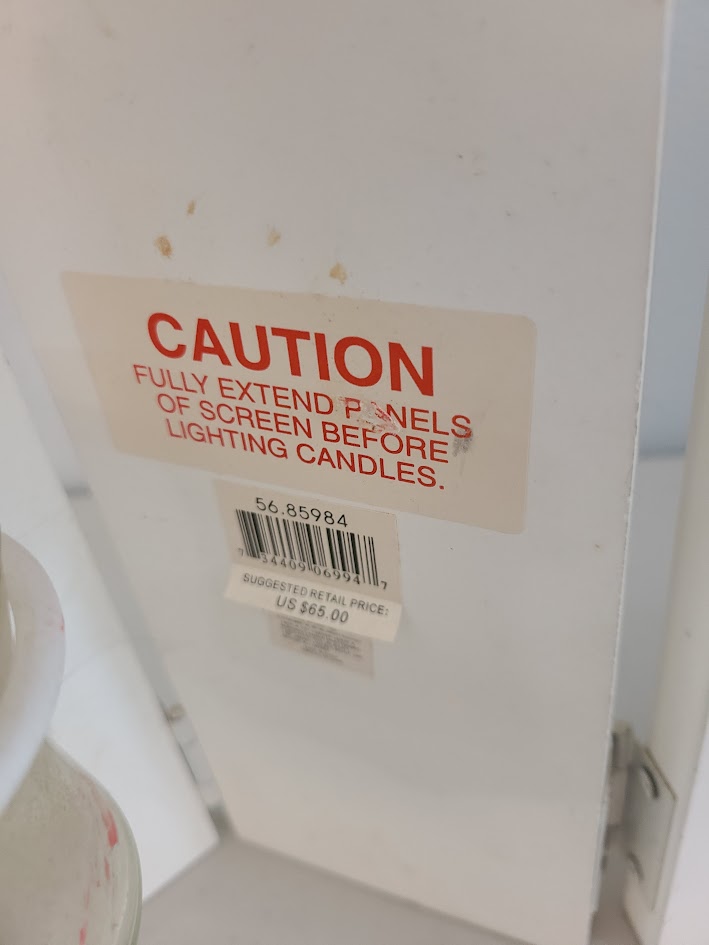 CAUTION
FULLY EXTEND PANELS
OF SCREEN BEFORE
LIGHTING CANDLES.
56.85984
7 34409 06994 7
SUGGESTED RETAIL PRICE:
US $65.00